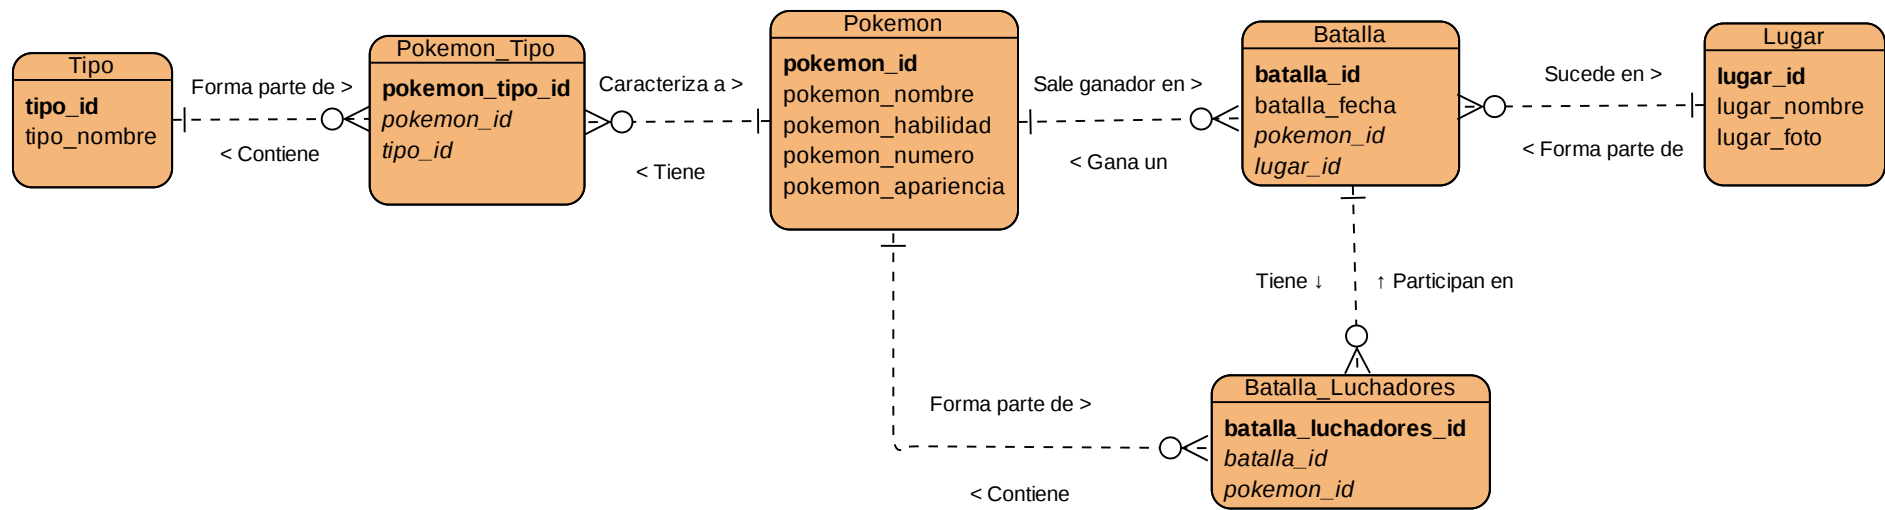 Tipo
tipo_id
tipo_nombre
Forma parte de >
< Contiene
Pokemon_Tipo
pokemon_tipo_id
pokemon_id
tipo_id
Caracteriza a >
< Tiene
Pokemon
pokemon_id
pokemon_nombre
pokemon_habilidad
pokemon_numero
pokemon_apariencia
Sale ganador en >
< Gana un
Batalla
batalla_id
batalla_fecha
pokemon_id
lugar_id
Sucede en >
< Forma parte de
Lugar
lugar_id
lugar_nombre
lugar_foto
Tiene ↓
↑ Participan en
Forma parte de >
< Contiene
Batalla_Luchadores
batalla_luchadores_id
batalla_id
pokemon_id